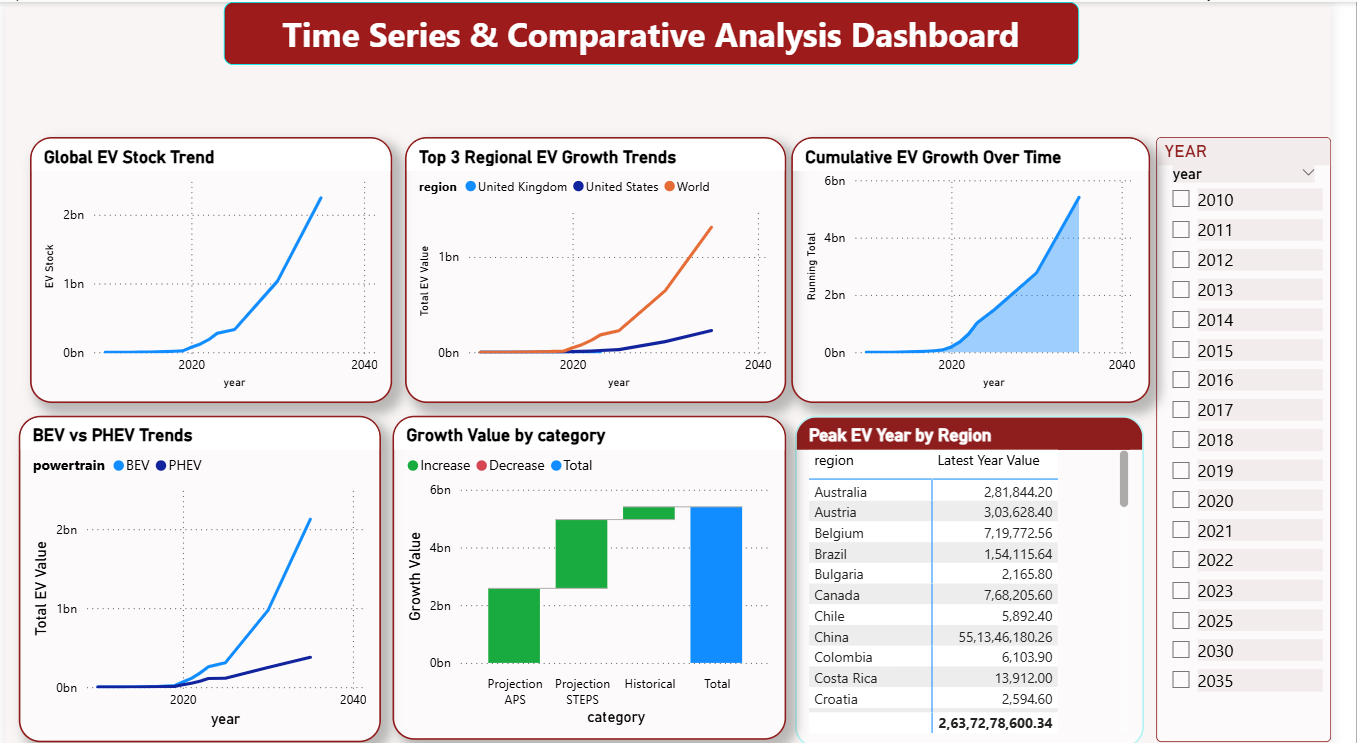 Time Series & Comparative Analysis Dashboard
Global EV Stock Trend
2bn
1bn
0bn
EV Stock
2020
2040
year
Top 3 Regional EV Growth Trends
region United Kingdom United States World
1bn
0bn
Total EV Value
2020
2040
year
Cumulative EV Growth Over Time
6bn
4bn
2bn
0bn
Running Total
2020
2040
year
YEAR
year
2010
2011
2012
2013
2014
2015
2016
2017
2018
2019
2020
2021
2022
2023
2025
2030
2035
BEV vs PHEV Trends
powertrain BEV PHEV
2bn
1bn
0bn
Total EV Value
2020
2040
year
Growth Value by category
Increase Decrease Total
6bn
4bn
2bn
0bn
Growth Value
Projection APS
Projection STEPS
Historical
Total
category
Peak EV Year by Region
region Latest Year Value
Australia 2,81,844.20
Austria 3,03,628.40
Belgium 7,19,772.56
Brazil 1,54,115.64
Bulgaria 2,165.80
Canada 7,68,205.60
Chile 5,892.40
China 55,13,46,180.26
Colombia 6,103.90
Costa Rica 13,912.00
Croatia 2,594.60
2,63,72,78,600.34